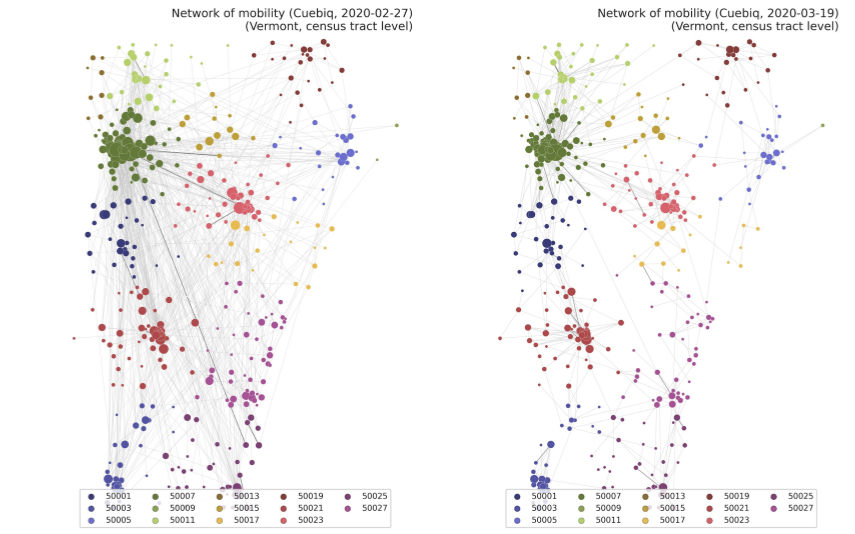 Network of mobility (Cuebiq, 2020-02-27)
(Vermont, census tract level)
50001 50007 50013 50019 50025
50003 50009 50015 50021 50027
50005 50011 50017 50023
Network of mobility (Cuebiq, 2020-03-19)
(Vermont, census tract level)
50001 50007 50013 50019 50025
50003 50009 50015 50021 50027
50005 50011 50017 50023